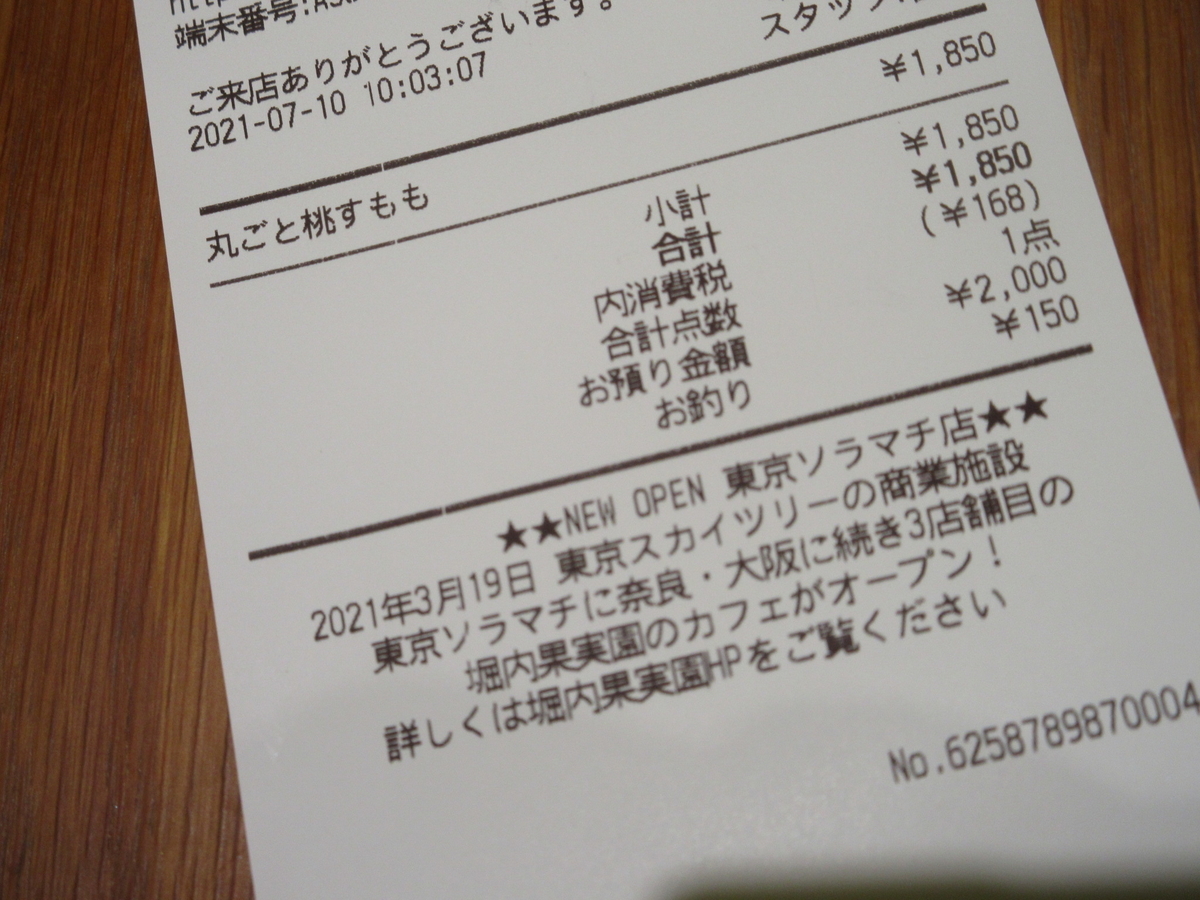 端末番号:
スタッフ
ご来店ありがとうございます。
2021-07-10 10:03:07
丸ごと桃すもも ¥1,850
小計 ¥1,850
合計 ¥1,850
内消費税 (¥168)
合計点数 1点
お預り金額 ¥2,000
お釣り ¥150
★★NEW OPEN 東京ソラマチ店★★
2021年3月19日 東京スカイツリーの商業施設
東京ソラマチに奈良・大阪に続き3店舗目の
堀内果実園のカフェがオープン!
詳しくは堀内果実園HPをご覧ください
No.6258789870004